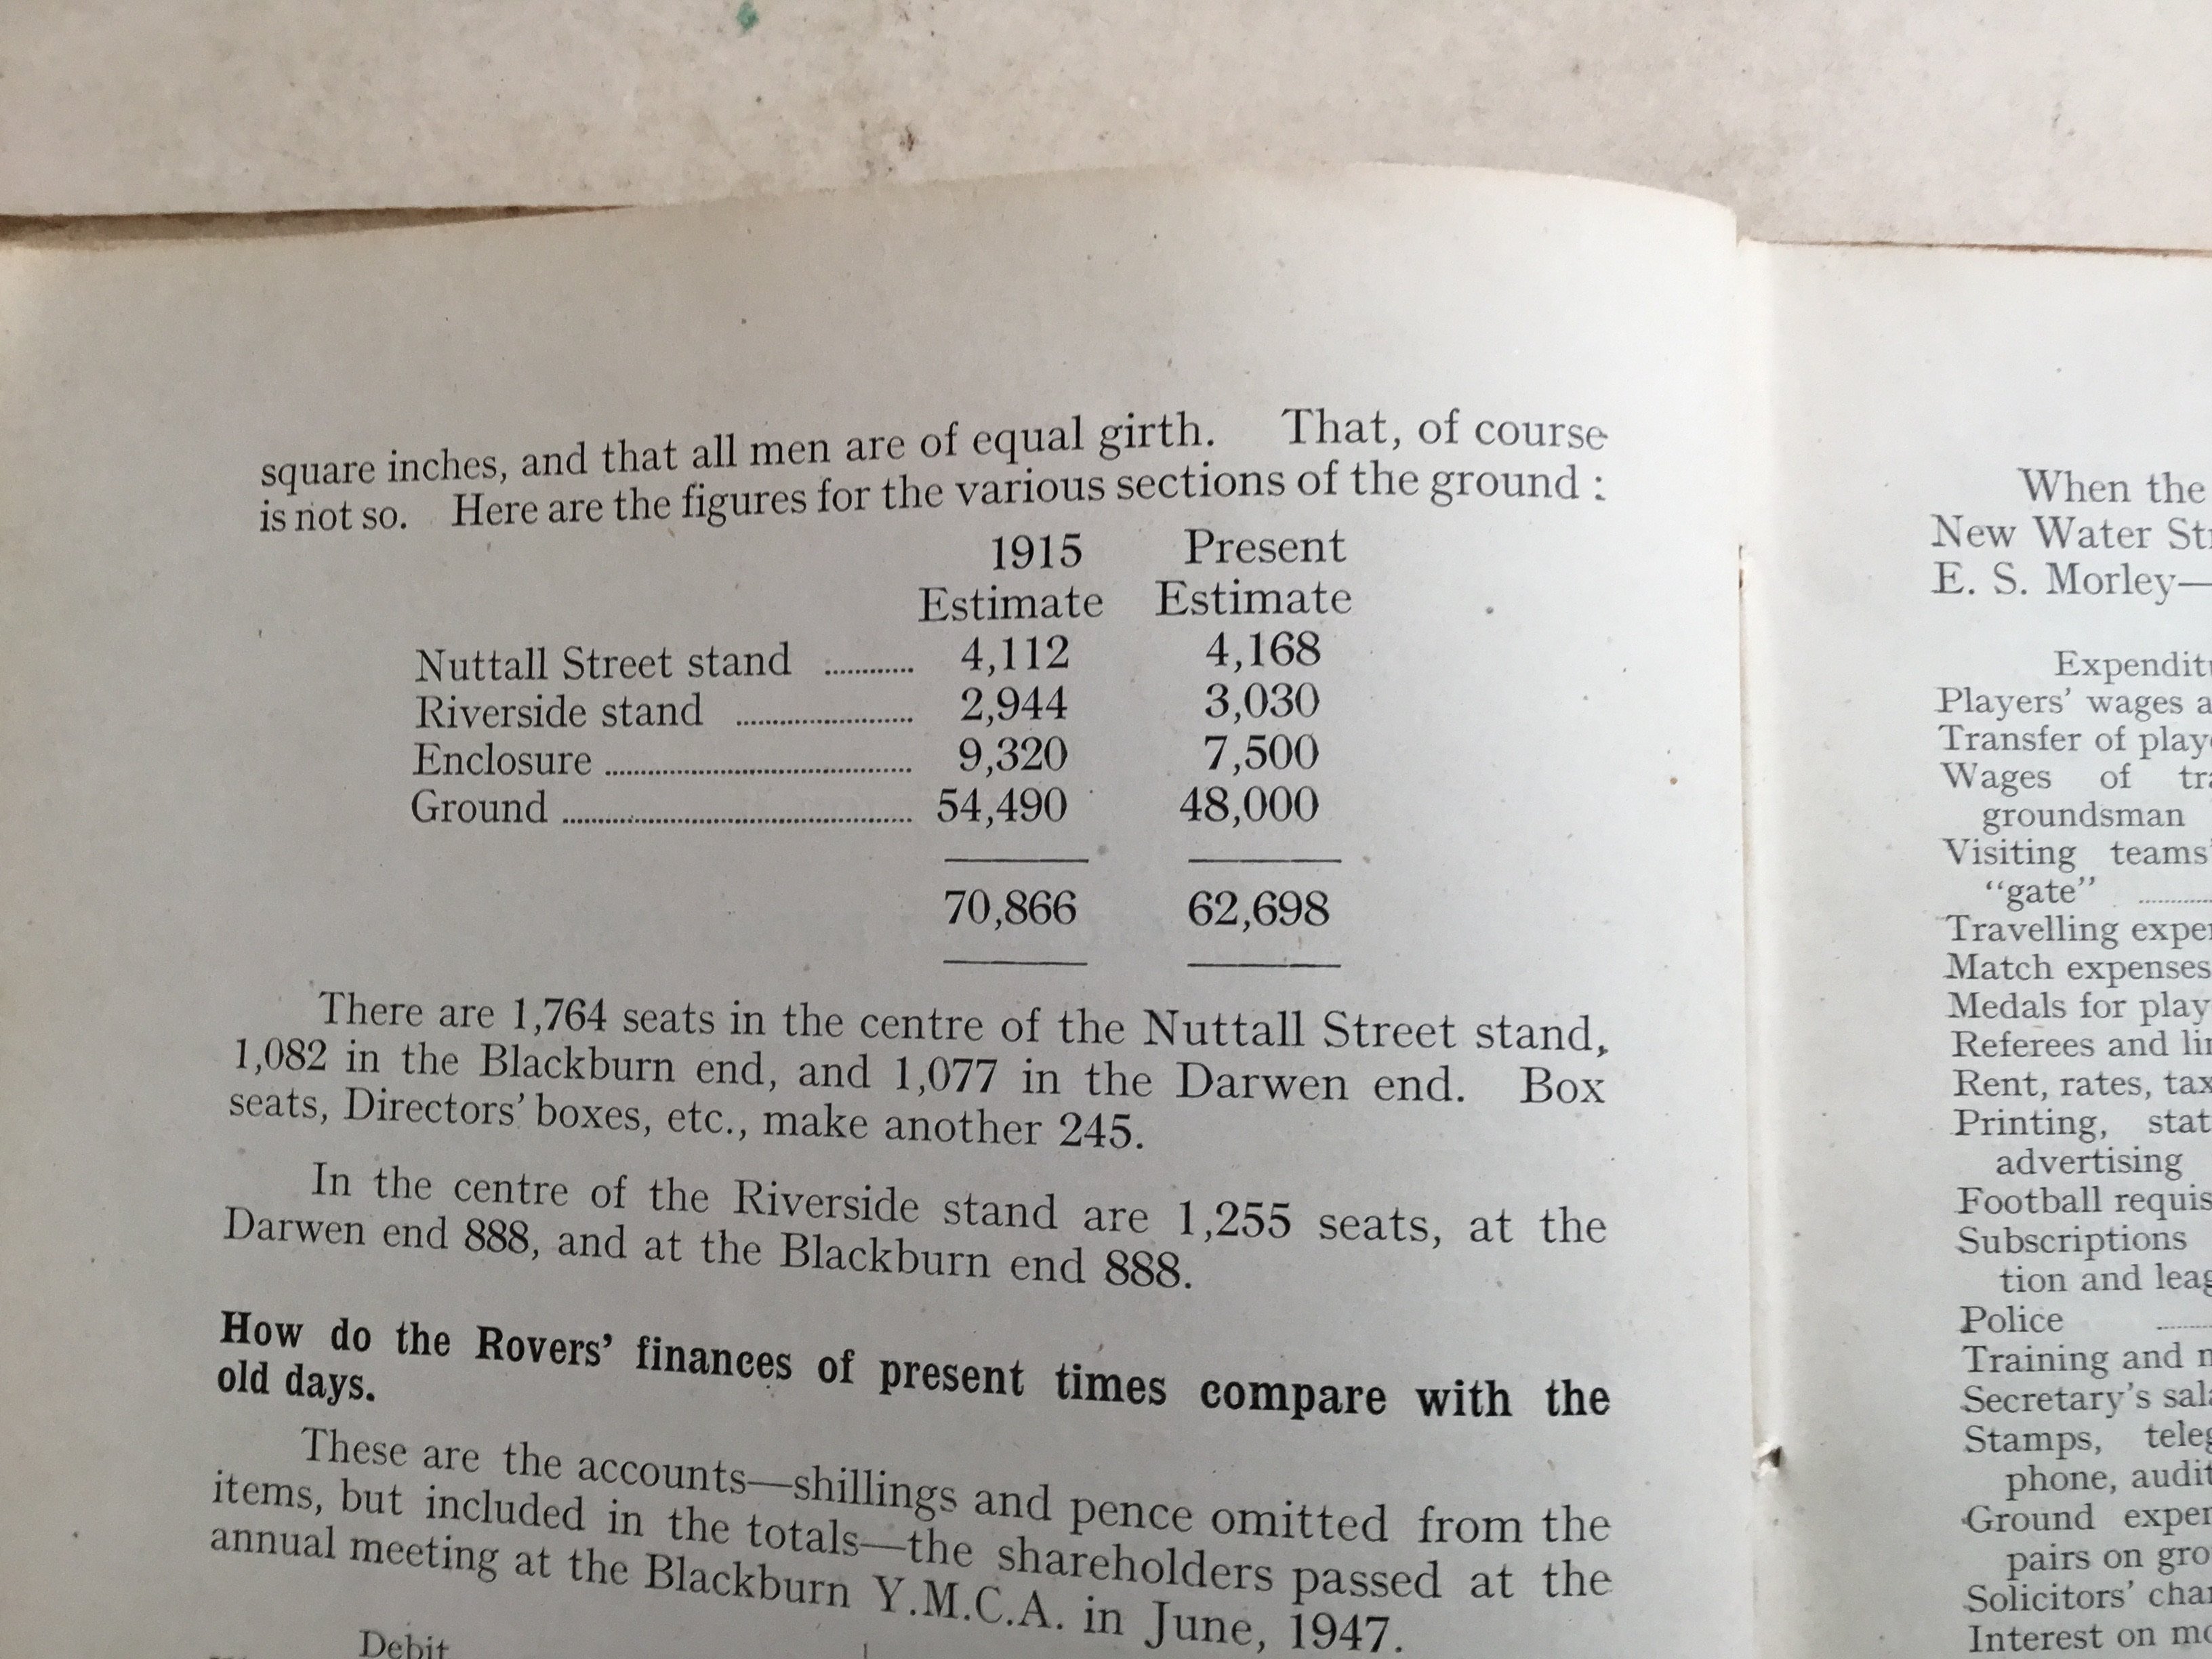 square inches, and that all men are of equal girth. That, of course
is not so. Here are the figures for the various sections of the ground :
1915 Present
Estimate Estimate
Nuttall Street stand ............ 4,112 4,168
Riverside stand ........................ 2,944 3,030
Enclosure ........................................ 9,320 7,500
Ground ............................................. 54,490 48,000
70,866 62,698
There are 1,764 seats in the centre of the Nuttall Street stand,
1,082 in the Blackburn end, and 1,077 in the Darwen end. Box
seats, Directors' boxes, etc., make another 245.
In the centre of the Riverside stand are 1,255 seats, at the
Darwen end 888, and at the Blackburn end 888.
How do the Rovers' finances of present times compare with the
old days.
These are the accounts—shillings and pence omitted from the
items, but included in the totals—the shareholders passed at the
annual meeting at the Blackburn Y.M.C.A. in June, 1947.
Debit
When the
New Water
E. S. Morley—
Players' wages
Transfer of
Wages of
groundsman
Visiting teams'
"gate" ............
Travelling
Match expenses
Medals for
Referees and
Rent, rates,
Printing,
advertising
Football
Subscriptions
tion and
Police ........
Training and
Secretary's
Stamps,
phone,
Ground
pairs on
Solicitors'
Interest on